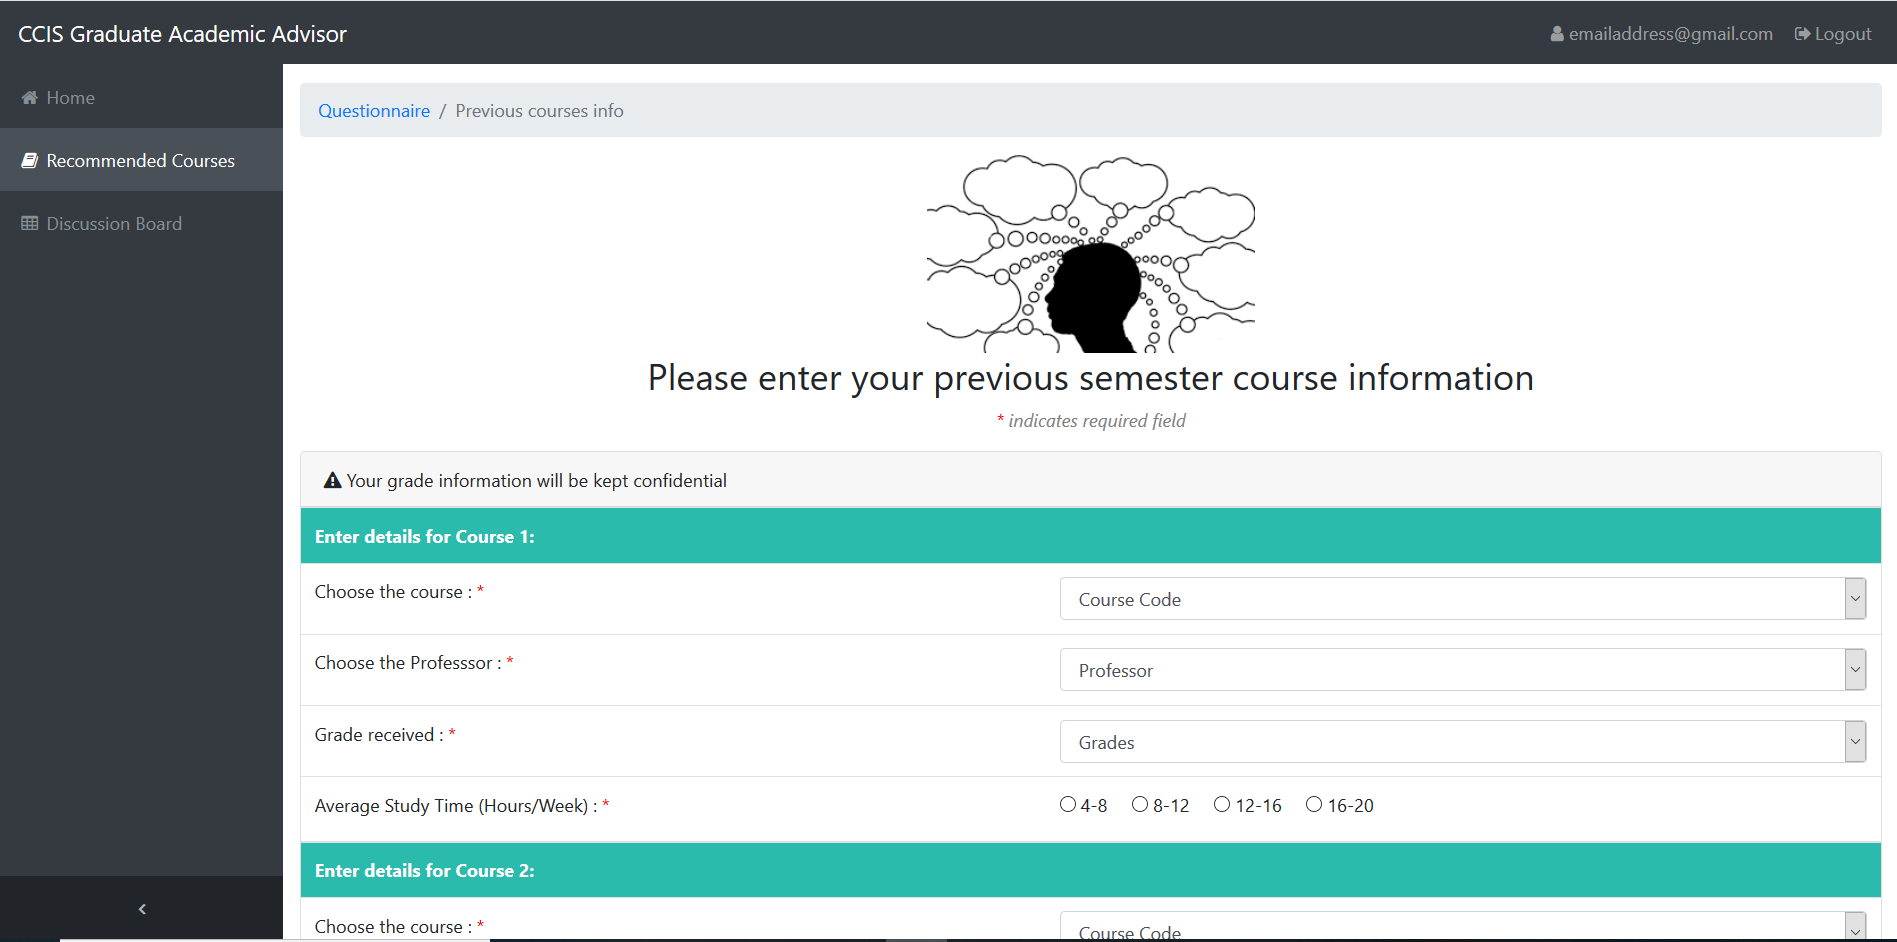 CCIS Graduate Academic Advisor
emailaddress@gmail.com Logout
Home
Recommended Courses
Discussion Board
Questionnaire / Previous courses info
Please enter your previous semester course information
* indicates required field
Your grade information will be kept confidential
Enter details for Course 1:
Choose the course : * Course Code
Choose the Professsor : * Professor
Grade received : * Grades
Average Study Time (Hours/Week) : * 4-8 8-12 12-16 16-20
Enter details for Course 2:
Choose the course : * Course Code